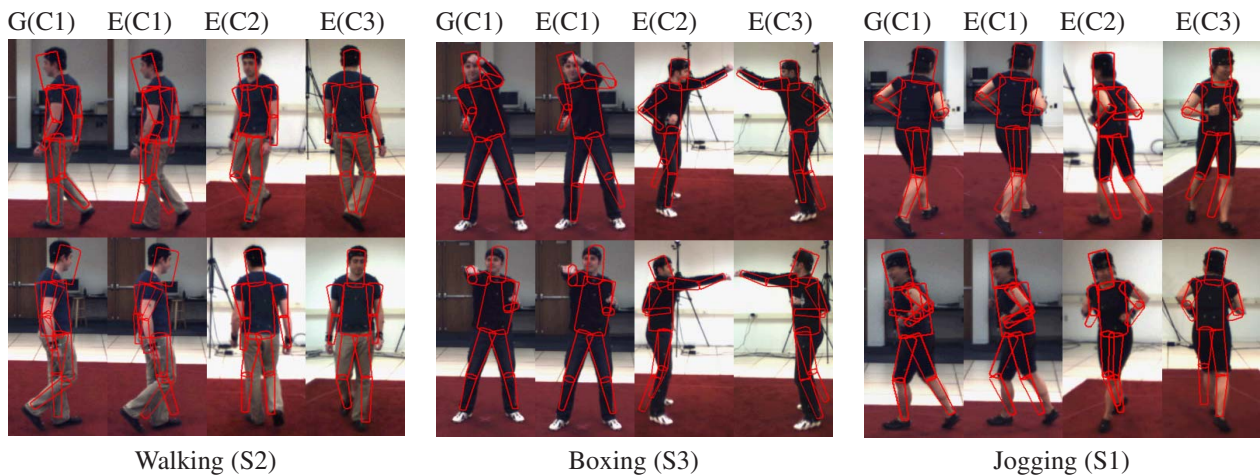 G(C1) E(C1) E(C2) E(C3) G(C1) E(C1) E(C2) E(C3) G(C1) E(C1) E(C2) E(C3)
Walking (S2) Boxing (S3) Jogging (S1)